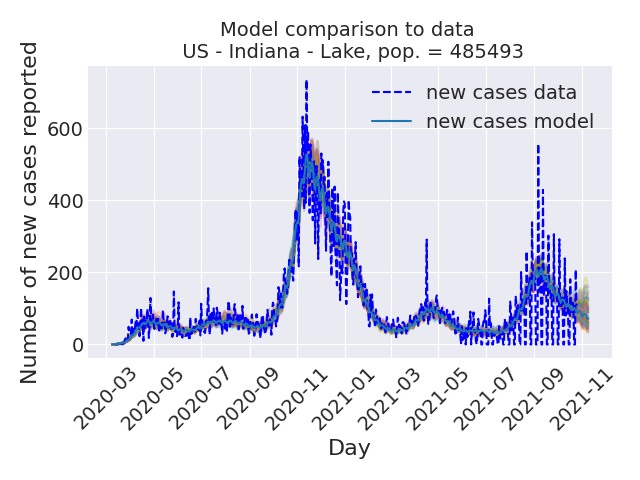 Model comparison to data
US - Indiana - Lake, pop. = 485493
new cases data
new cases model
Number of new cases reported
600
400
200
0
2020-03
2020-05
2020-07
2020-09
2020-11
2021-01
2021-03
2021-05
2021-07
2021-09
2021-11
Day